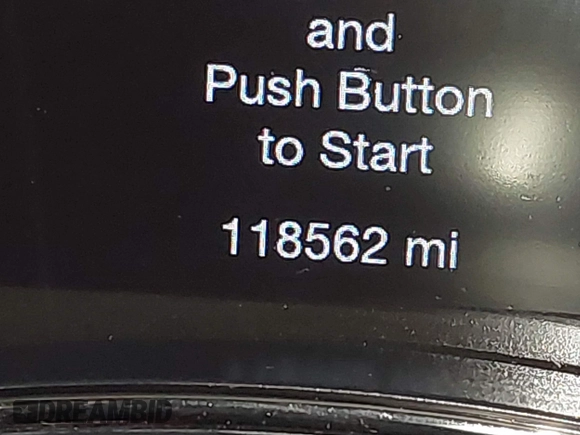 and
Push Button
to Start
118562 mi
DREAMBID